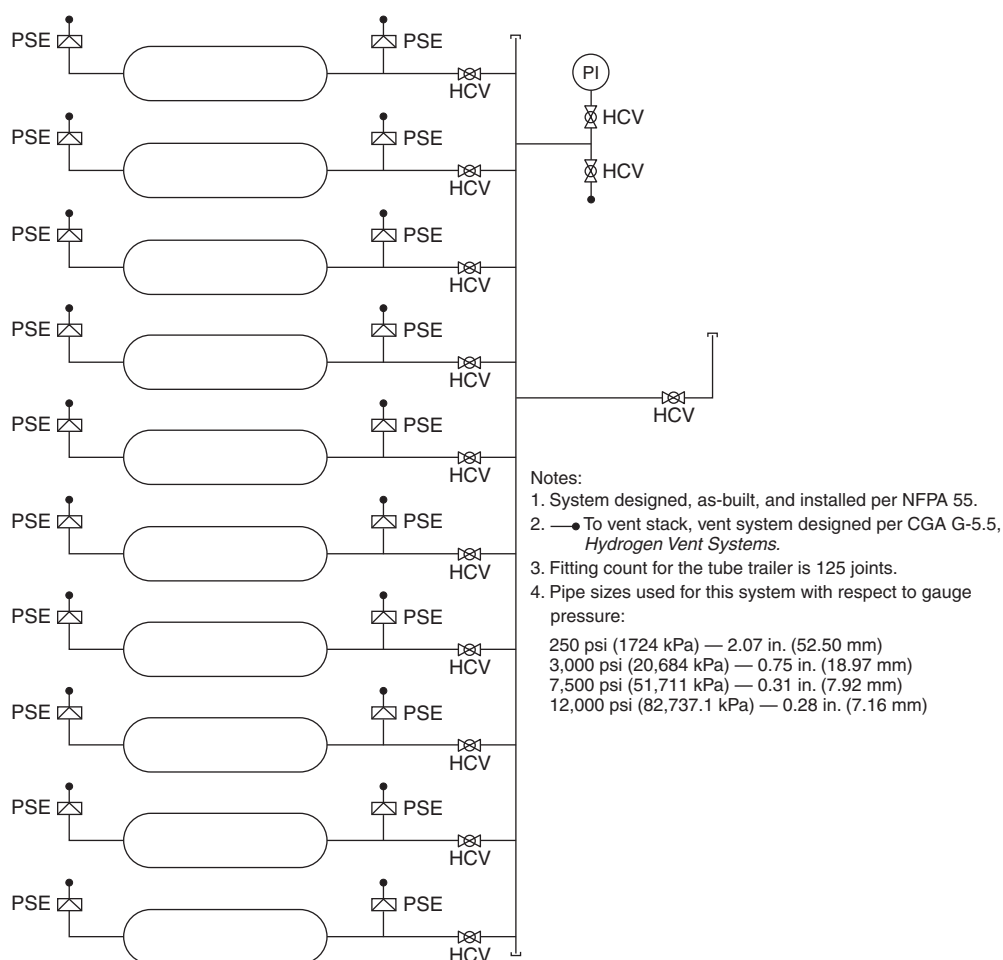 PSE PSE
HCV
PI
HCV
PSE PSE
HCV
HCV
PSE PSE
HCV
PSE PSE
HCV
HCV
PSE PSE
HCV
Notes:
1. System designed, as-built, and installed per NFPA 55.
2. To vent stack, vent system designed per CGA G-5.5,
Hydrogen Vent Systems.
3. Fitting count for the tube trailer is 125 joints.
4. Pipe sizes used for this system with respect to gauge
pressure:
250 psi (1724 kPa) — 2.07 in. (52.50 mm)
3,000 psi (20,684 kPa) — 0.75 in. (18.97 mm)
7,500 psi (51,711 kPa) — 0.31 in. (7.92 mm)
12,000 psi (82,737.1 kPa) — 0.28 in. (7.16 mm)
PSE PSE
HCV
PSE PSE
HCV
PSE PSE
HCV
PSE PSE
HCV
PSE PSE
HCV